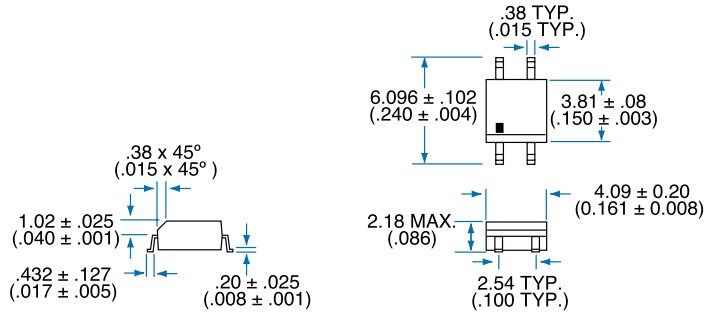 .38 TYP.
(.015 TYP.)
6.096 ± .102
(.240 ± .004)
3.81 ± .08
(.150 ± .003)
.38 x 45º
(.015 x 45º )
1.02 ± .025
(.040 ± .001)
4.09 ± 0.20
(0.161 ± 0.008)
2.18 MAX.
(.086)
.432 ± .127
(.017 ± .005)
.20 ± .025
(.008 ± .001)
2.54 TYP.
(.100 TYP.)